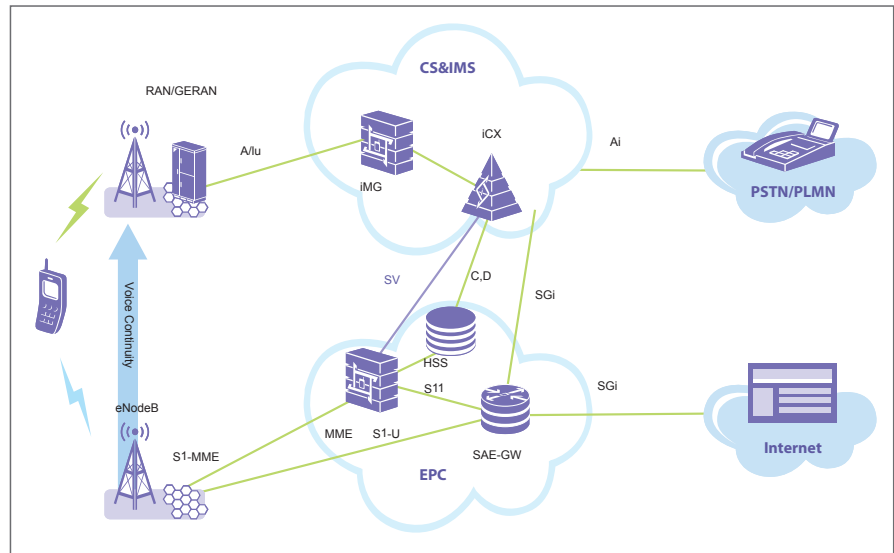 CS&IMS
RAN/GERAN
iCX
A/Iu
Ai
iMG
PSTN/PLMN
SV
C,D
SGi
Voice Continuity
HSS
S11
SGi
eNodeB
MME
S1-U
S1-MME
SAE-GW
Internet
EPC